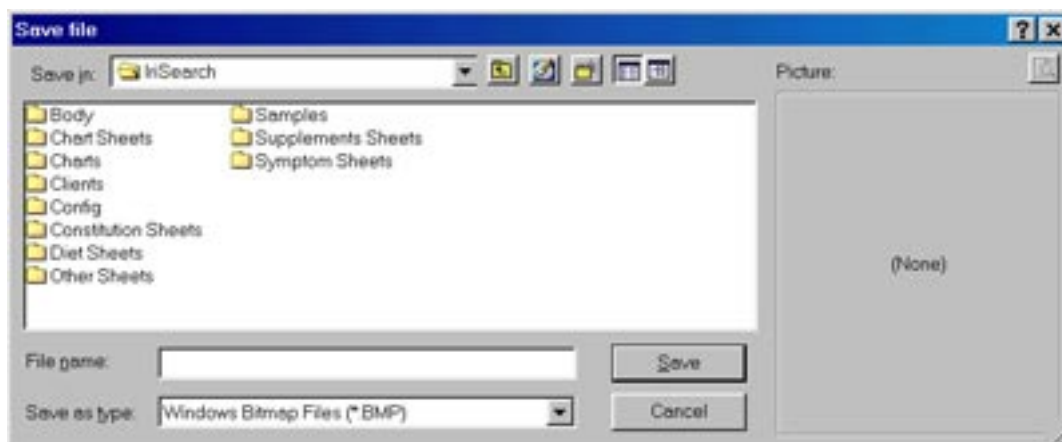 Save file
Save in: IriSearch
Picture:
Body
Chart Sheets
Charts
Clients
Config
Constitution Sheets
Diet Sheets
Other Sheets
Samples
Supplements Sheets
Symptom Sheets
(None)
File name:
Save
Save as type: Windows Bitmap Files (*.BMP)
Cancel